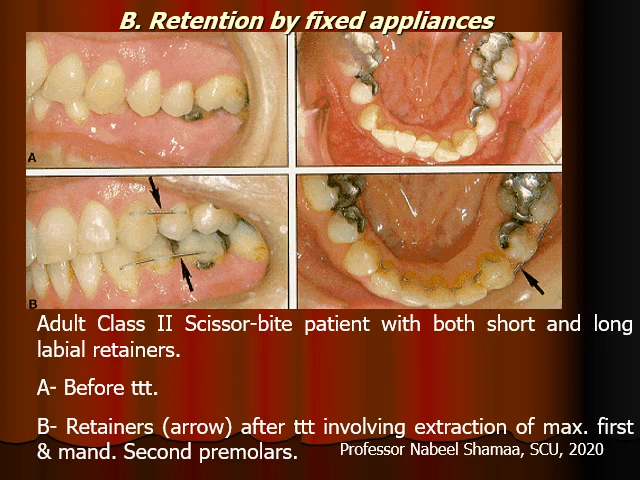 B. Retention by fixed appliances
A
B
Adult Class II Scissor-bite patient with both short and long
labial retainers.
A- Before ttt.
B- Retainers (arrow) after ttt involving extraction of max. first
& mand. Second premolars.
Professor Nabeel Shamaa, SCU, 2020